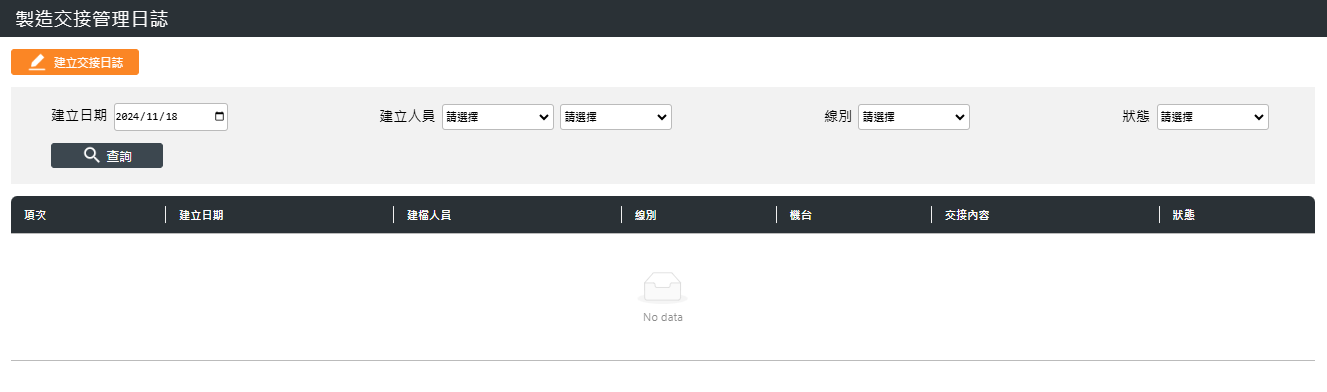 製造交接管理日誌
建立交接日誌
建立日期 2024/11/18 建立人員 請選擇 請選擇 線別 請選擇 狀態 請選擇
查詢
項次 建立日期 建檔人員 線別 機台 交接內容 狀態
No data